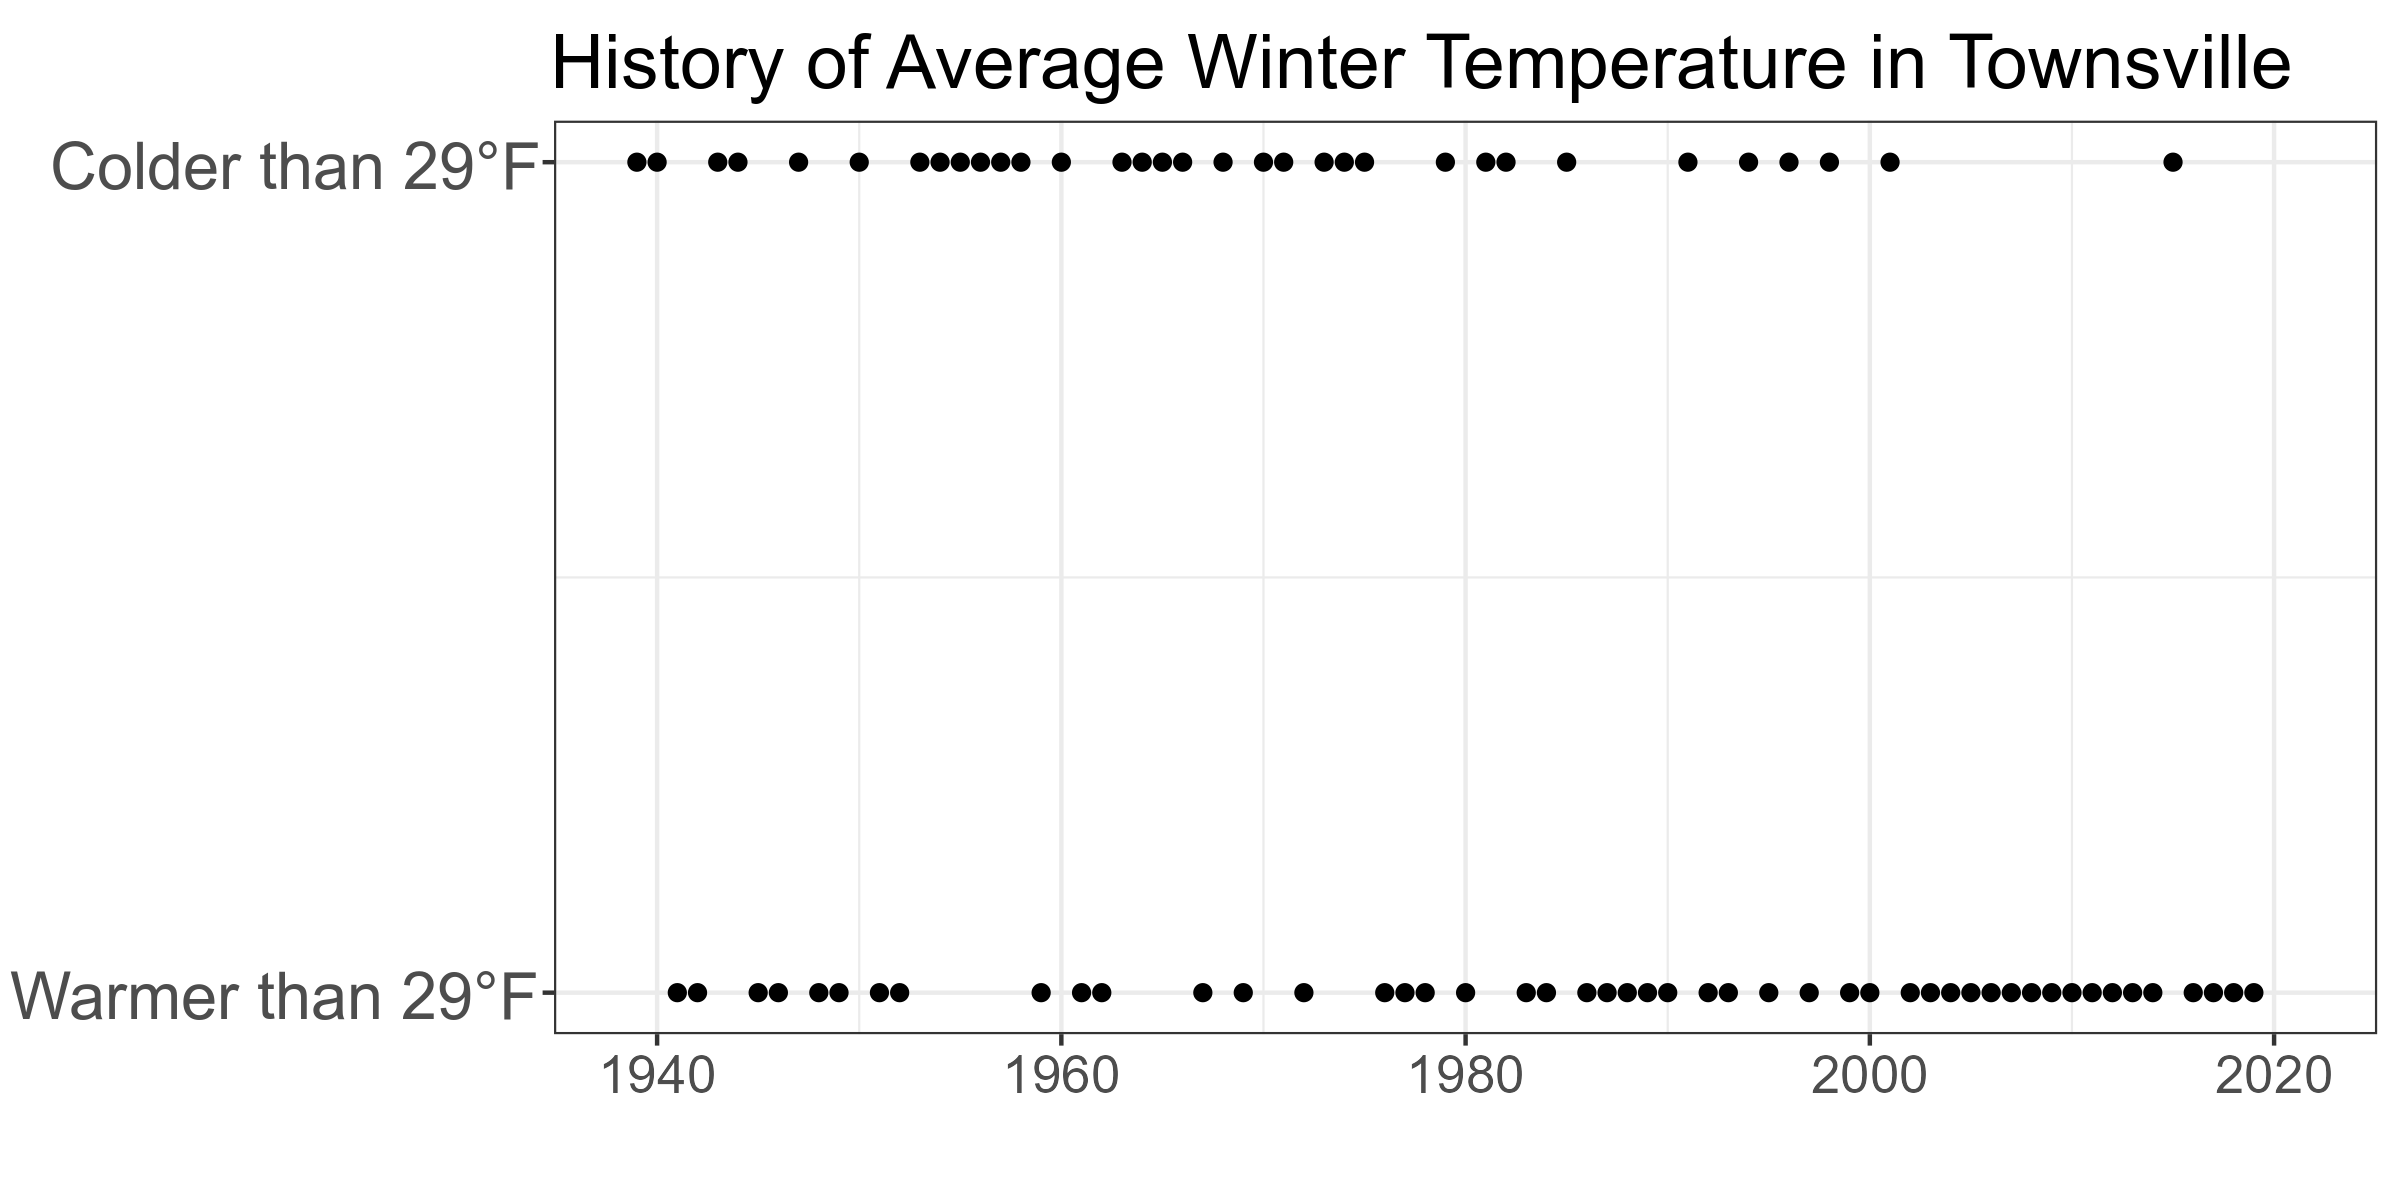 History of Average Winter Temperature in Townsville
Colder than 29°F
Warmer than 29°F
1940 1960 1980 2000 2020